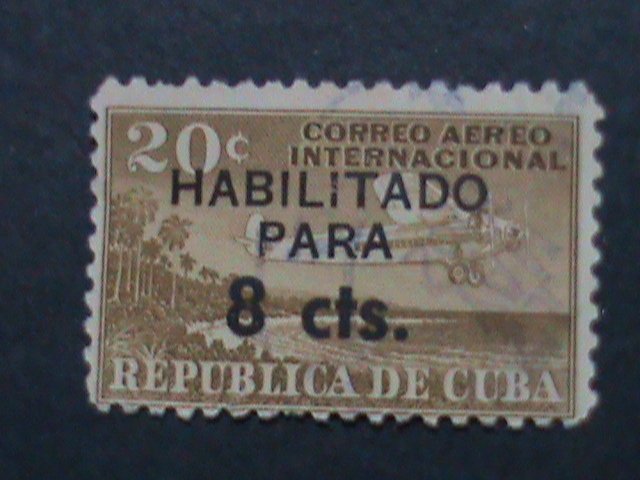 20¢ CORREO AEREO
INTERNACIONAL
HABILITADO
PARA
8 cts.
REPUBLICA DE CUBA